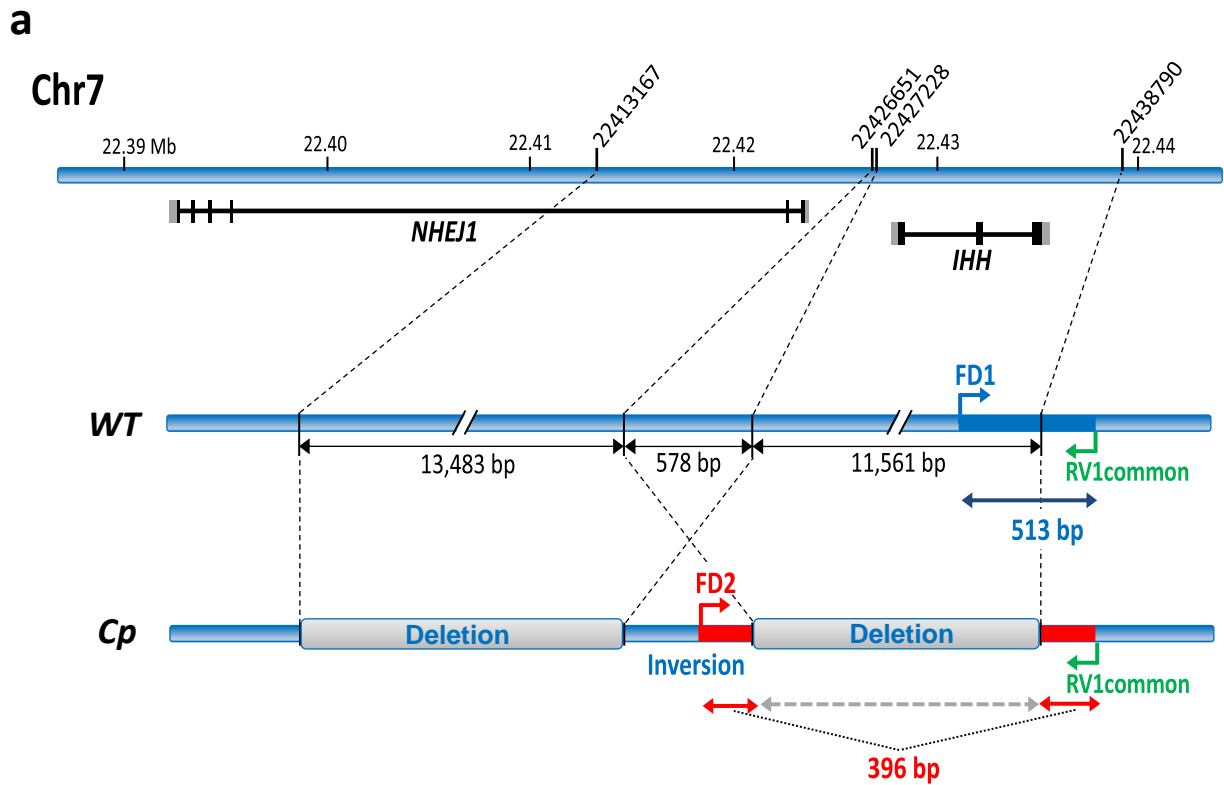 a
Chr7
22.39 Mb
22.40
22.41
22413167
22.42
22426651
22427228
22.43
22438790
22.44
NHEJ1
IHH
FD1
WT
13,483 bp
578 bp
11,561 bp
RV1common
513 bp
FD2
Cp
Deletion
Deletion
Inversion
RV1common
396 bp